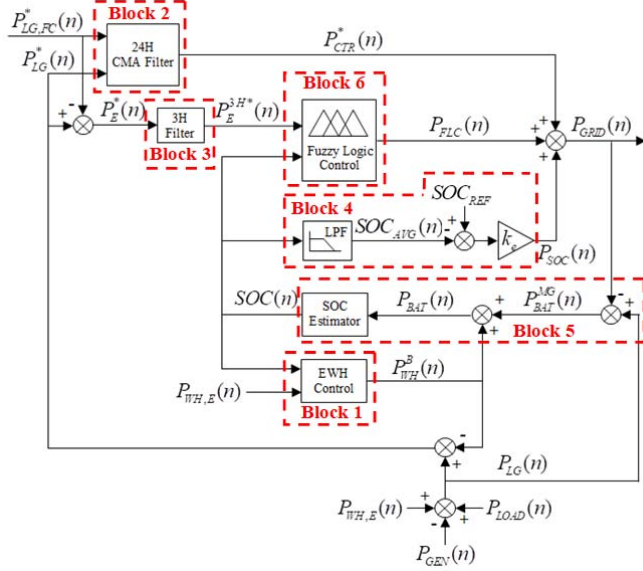 P*LG,FC(n)
Block 2
P*LG(n)
24H
CMA Filter
P*CTR(n)
Block 6
- + P*E(n)
3H
Filter
P3H*E(n)
Block 3
Fuzzy Logic
Control
PFLC(n)
+ + +
PGRID(n)
Block 4
SOCREF
LPF
SOCAVG(n)
- +
ke
PSOC(n)
SOC(n)
SOC
Estimator
PBAT(n)
+ +
PMGBAT(n)
- +
Block 5
PWH,E(n)
EWH
Control
PBWH(n)
Block 1
- +
PLG(n)
PWH,E(n)
+ - +
PLOAD(n)
PGEN(n)